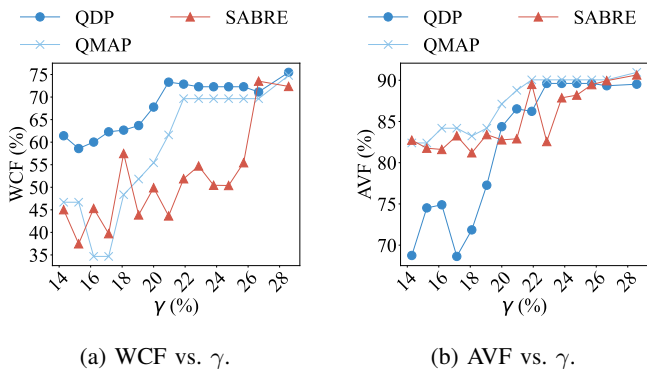 QDP SABRE
QMAP
75
70
65
60
55
50
45
40
35
WCF (%)
14 16 18 20 22 24 26 28
γ (%)
(a) WCF vs. γ.
QDP SABRE
QMAP
90
85
80
75
70
AVF (%)
14 16 18 20 22 24 26 28
γ (%)
(b) AVF vs. γ.